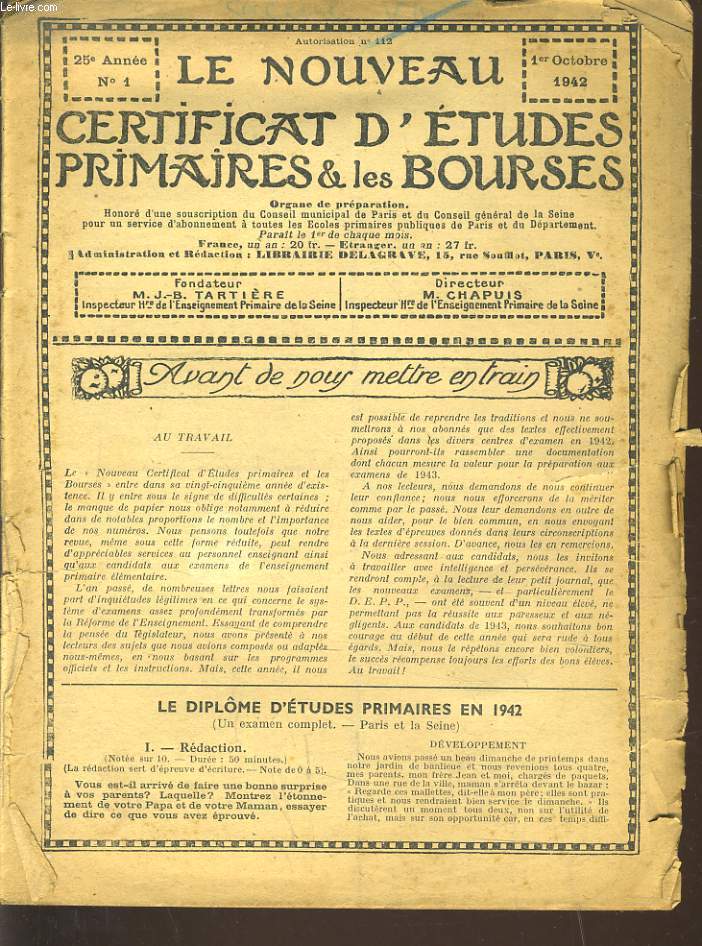 Le-livre.com
Autorisation n° 112
25e Année
N° 1
LE NOUVEAU
1er Octobre
1942
CERTIFICAT D'ÉTUDES
PRIMAIRES & les BOURSES
Organe de préparation.
Honoré d'une souscription du Conseil municipal de Paris et du Conseil général de la Seine
pour un service d'abonnement à toutes les Ecoles primaires publiques de Paris et du Département.
Paraît le 1er de chaque mois.
France, un an : 20 fr. — Etranger, un an : 27 fr.
Administration et Rédaction : LIBRAIRIE DELAGRAVE, 15, rue Soufflot, PARIS, Ve.
Fondateur
M. J.-B. TARTIÈRE
Inspecteur Hre de l'Enseignement Primaire de la Seine
Directeur
M. CHAPUIS
Inspecteur Hre de l'Enseignement Primaire de la Seine
Avant de nous mettre en train
AU TRAVAIL
Le « Nouveau Certificat d'Études primaires et les
Bourses » entre dans sa vingt-cinquième année d'exis-
tence. Il y entre sous le signe de difficultés certaines ;
le manque de papier nous oblige notamment à réduire
dans de notables proportions le nombre et l'importance
de nos numéros. Nous pensons toutefois que notre
revue, même sous cette forme réduite, peut rendre
d'appréciables services au personnel enseignant ainsi
qu'aux candidats aux examens de l'enseignement
primaire élémentaire.
L'an passé, de nombreuses lettres nous faisaient
part d'inquiétudes légitimes en ce qui concerne le sys-
tème d'examens assez profondément transformés par
la Réforme de l'Enseignement. Essayant de comprendre
la pensée du législateur, nous avons présenté à nos
lecteurs des sujets que nous avions composés ou adaptés
nous-mêmes, en nous basant sur les programmes
officiels et les instructions. Mais, cette année, il nous
est possible de reprendre les traditions et nous ne sou-
mettrons à nos abonnés que des textes effectivement
proposés dans les divers centres d'examen en 1942.
Ainsi pourront-ils rassembler une documentation
dont chacun mesure la valeur pour la préparation aux
examens de 1943.
A nos lecteurs, nous demandons de nous continuer
leur confiance ; nous nous efforcerons de la mériter
comme par le passé. Nous leur demandons en outre de
nous aider, pour le bien commun, en nous envoyant
les textes d'épreuves donnés dans leurs circonscriptions
à la dernière session. D'avance, nous les en remercions.
Nous adressant aux candidats, nous les invitons
à travailler avec intelligence et persévérance. Ils se
rendront compte, à la lecture de leur petit journal, que
les nouveaux examens, — et particulièrement le
D. E. P. P., — ont été souvent d'un niveau élevé, ne
permettant pas la réussite aux paresseux et aux né-
gligents. Aux candidats de 1943, nous souhaitons bon
courage au début de cette année qui sera rude à tous
égards. Mais, nous le répétons encore bien volontiers,
le succès récompense toujours les efforts des bons élèves.
Au travail !
LE DIPLÔME D'ÉTUDES PRIMAIRES EN 1942
(Un examen complet. — Paris et la Seine)
I. — Rédaction.
(Notée sur 10. — Durée : 50 minutes.)
(La rédaction sert d'épreuve d'écriture. — Note de 0 à 5).
Vous est-il arrivé de faire une bonne surprise
à vos parents? Laquelle? Montrez l'étonne-
ment de votre Papa et de votre Maman, essayer
de dire ce que vous avez éprouvé.
DÉVELOPPEMENT
Nous avions passé un beau dimanche de printemps dans
notre jardin de banlieue et nous revenions tous quatre,
mes parents, mon frère Jean et moi, chargés de paquets.
Dans une rue de la ville, maman s'arrêta devant le bazar :
« Regarde ces mallettes, dit-elle à mon père ; elles sont pra-
tiques et nous rendraient bien service le dimanche. » Ils
discutèrent un moment tous deux, non sur l'utilité de
l'achat, mais sur son opportunité car, en ces temps diffi-